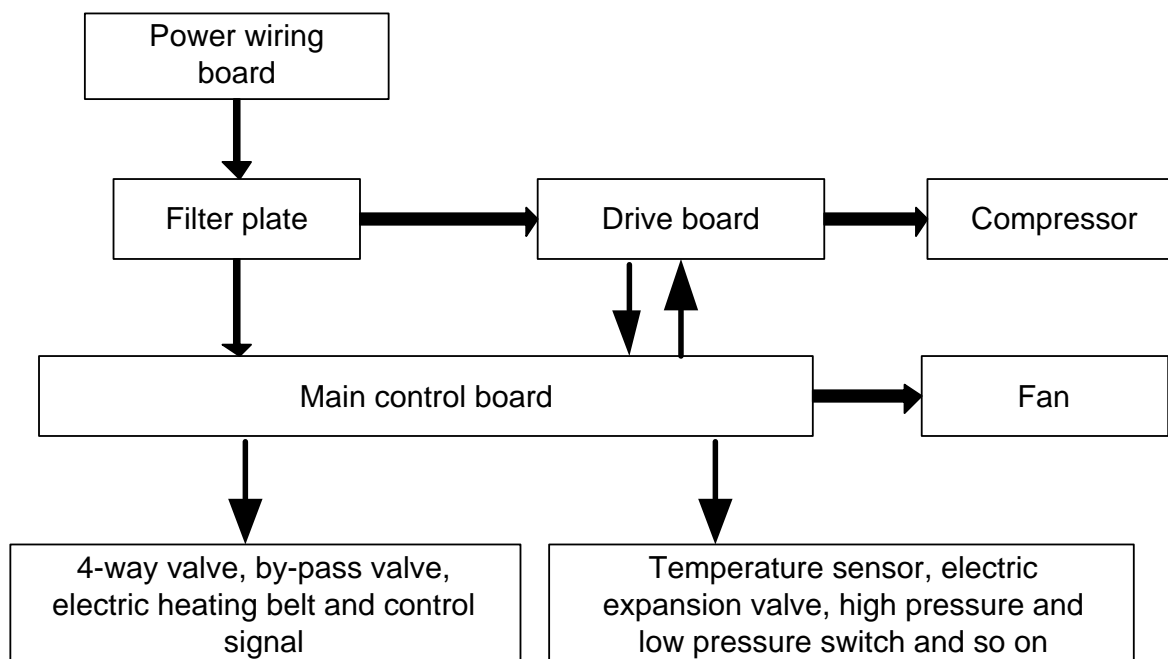 Power wiring
board
Filter plate
Drive board
Compressor
Main control board
Fan
4-way valve, by-pass valve,
electric heating belt and control
signal
Temperature sensor, electric
expansion valve, high pressure and
low pressure switch and so on